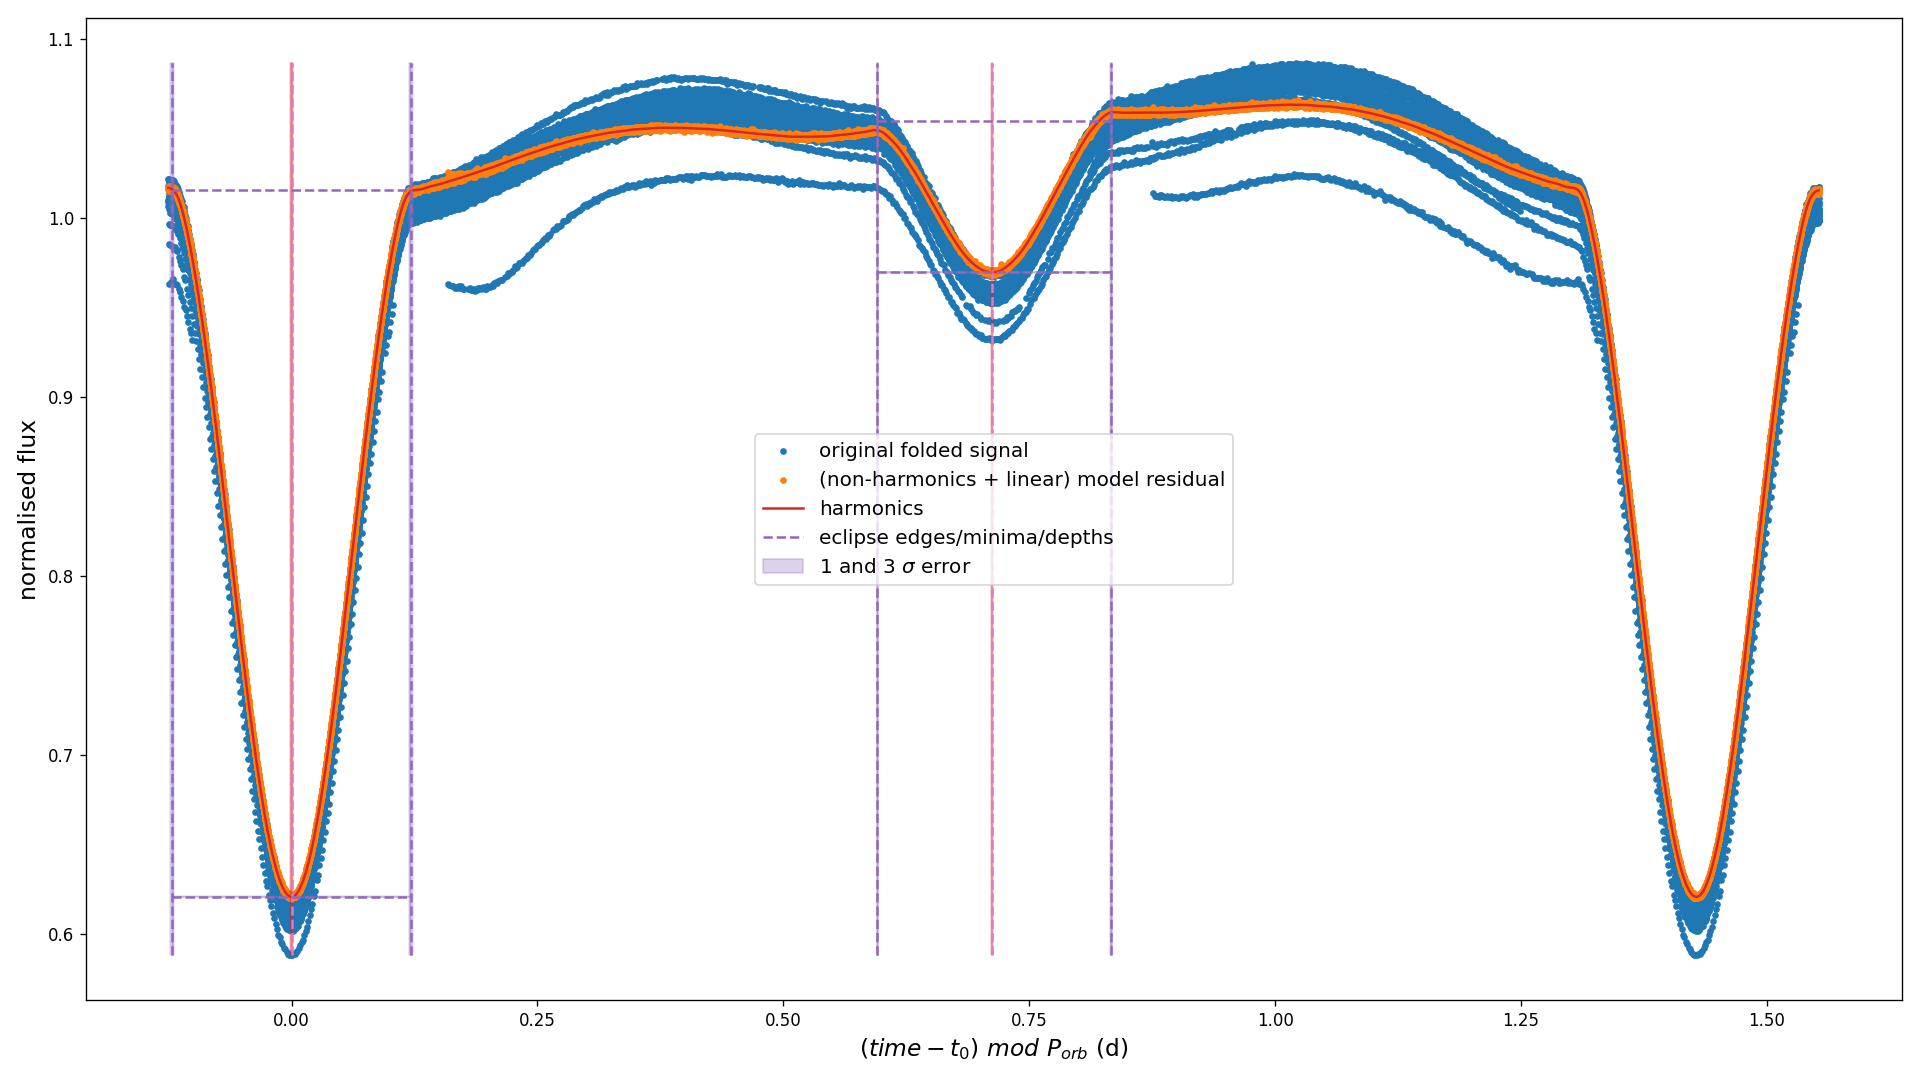 1.1
1.0
0.9
0.8
0.7
0.6
normalised flux
original folded signal
(non-harmonics + linear) model residual
harmonics
eclipse edges/minima/depths
1 and 3 σ error
0.00 0.25 0.50 0.75 1.00 1.25 1.50
(time − t₀) mod Pₒᵣb (d)